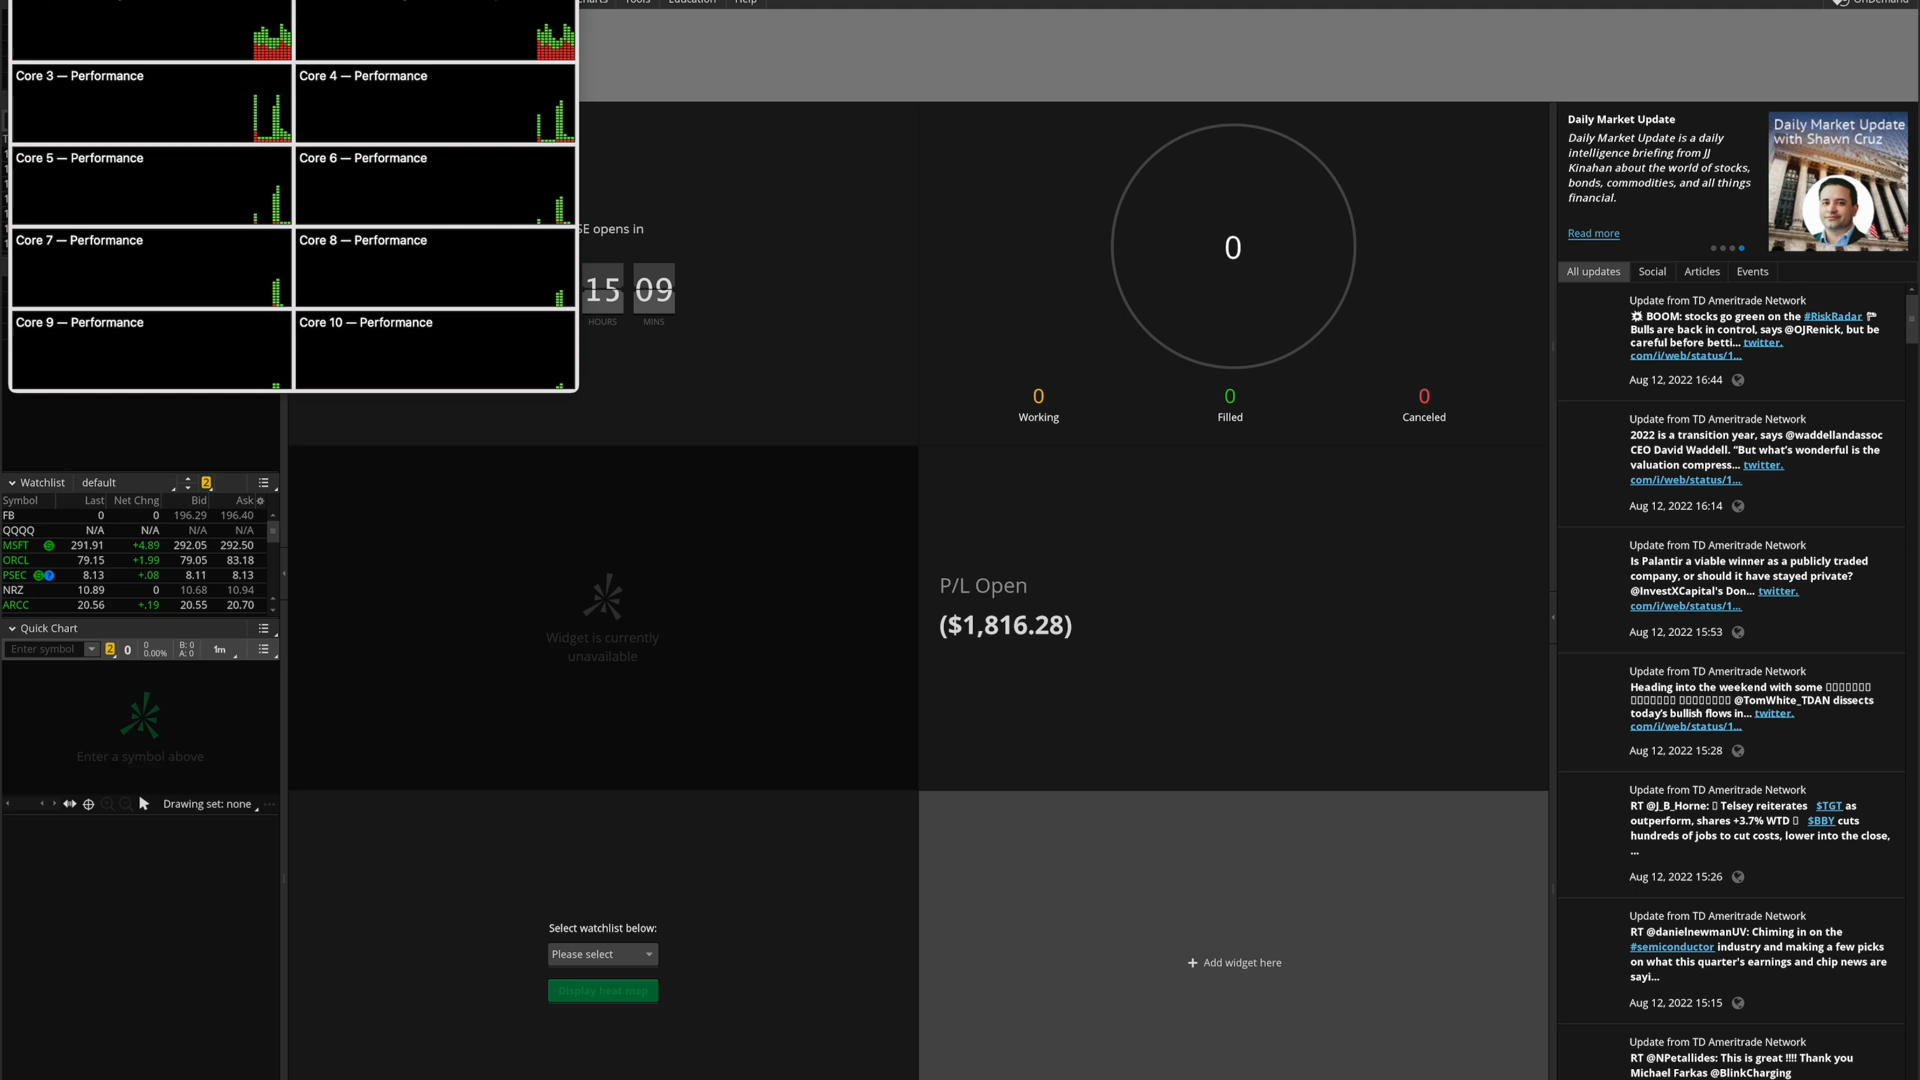 Charts Tools Education Help
OnDemand
Core 3 — Performance
Core 4 — Performance
Core 5 — Performance
Core 6 — Performance
Core 7 — Performance
Core 8 — Performance
Core 9 — Performance
Core 10 — Performance
SE opens in
15 09
HOURS MINS
0
0 0 0
Working Filled Canceled
Watchlist default 2
Symbol Last Net Chng Bid Ask
FB 0 0 196.29 196.40
QQQQ N/A N/A N/A N/A
MSFT 291.91 +4.89 292.05 292.50
ORCL 79.15 +1.99 79.05 83.18
PSEC 8.13 +.08 8.11 8.13
NRZ 10.89 0 10.68 10.94
ARCC 20.56 +.19 20.55 20.70
Quick Chart
Enter symbol 2 0 0 0.00% B: 0 A: 0 1m
Enter a symbol above
Drawing set: none
Widget is currently
unavailable
P/L Open
($1,816.28)
Select watchlist below:
Please select
Display heat map
+ Add widget here
Daily Market Update
Daily Market Update is a daily
intelligence briefing from JJ
Kinahan about the world of stocks,
bonds, commodities, and all things
financial.
Read more
Daily Market Update
with Shawn Cruz
All updates Social Articles Events
Update from TD Ameritrade Network
BOOM: stocks go green on the #RiskRadar
Bulls are back in control, says @OJRenick, but be
careful before betti... twitter.
com/i/web/status/1...
Aug 12, 2022 16:44
Update from TD Ameritrade Network
2022 is a transition year, says @waddellandassoc
CEO David Waddell. "But what's wonderful is the
valuation compress... twitter.
com/i/web/status/1...
Aug 12, 2022 16:14
Update from TD Ameritrade Network
Is Palantir a viable winner as a publicly traded
company, or should it have stayed private?
@InvestXCapital's Don... twitter.
com/i/web/status/1...
Aug 12, 2022 15:53
Update from TD Ameritrade Network
Heading into the weekend with some
@TomWhite_TDAN dissects
today's bullish flows in... twitter.
com/i/web/status/1...
Aug 12, 2022 15:28
Update from TD Ameritrade Network
RT @J_B_Horne: Telsey reiterates $TGT as
outperform, shares +3.7% WTD $BBY cuts
hundreds of jobs to cut costs, lower into the close,
...
Aug 12, 2022 15:26
Update from TD Ameritrade Network
RT @danielnewmanUV: Chiming in on the
#semiconductor industry and making a few picks
on what this quarter's earnings and chip news are
sayi...
Aug 12, 2022 15:15
Update from TD Ameritrade Network
RT @NPetallides: This is great !!!! Thank you
Michael Farkas @BlinkCharging